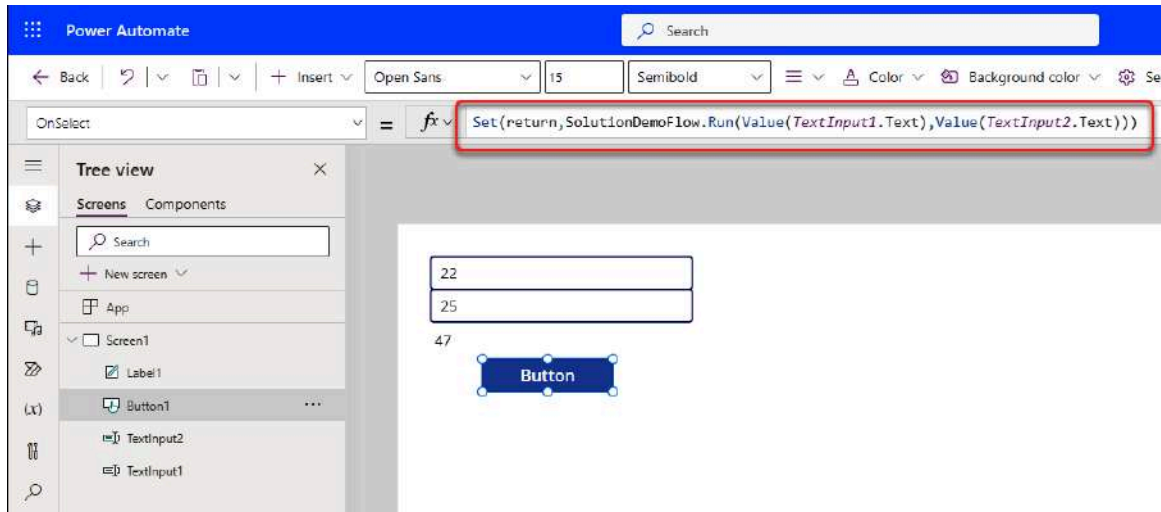 Power Automate
Search
Back
Insert
Open Sans
15
Semibold
Color
Background color
Se
OnSelect
=
fx
Set(return,SolutionDemoFlow.Run(Value(TextInput1.Text),Value(TextInput2.Text)))
Tree view
Screens Components
Search
New screen
App
Screen1
Label1
Button1
TextInput2
TextInput1
(x)
22
25
47
Button